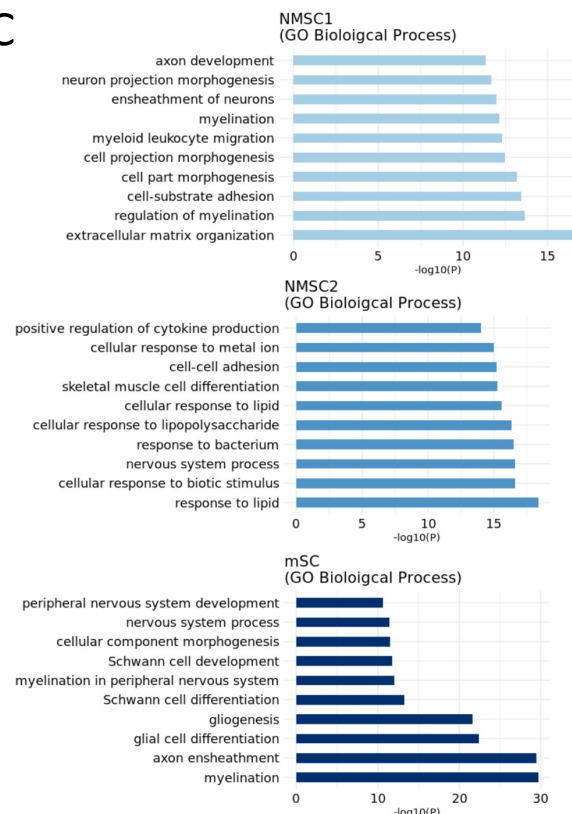 C
NMSC1
(GO Bioloigcal Process)
axon development
neuron projection morphogenesis
ensheathment of neurons
myelination
myeloid leukocyte migration
cell projection morphogenesis
cell part morphogenesis
cell-substrate adhesion
regulation of myelination
extracellular matrix organization
0 5 10 15
-log10(P)
NMSC2
(GO Bioloigcal Process)
positive regulation of cytokine production
cellular response to metal ion
cell-cell adhesion
skeletal muscle cell differentiation
cellular response to lipid
cellular response to lipopolysaccharide
response to bacterium
nervous system process
cellular response to biotic stimulus
response to lipid
0 5 10 15
-log10(P)
mSC
(GO Bioloigcal Process)
peripheral nervous system development
nervous system process
cellular component morphogenesis
Schwann cell development
myelination in peripheral nervous system
Schwann cell differentiation
gliogenesis
glial cell differentiation
axon ensheathment
myelination
0 10 20 30
-log10(P)